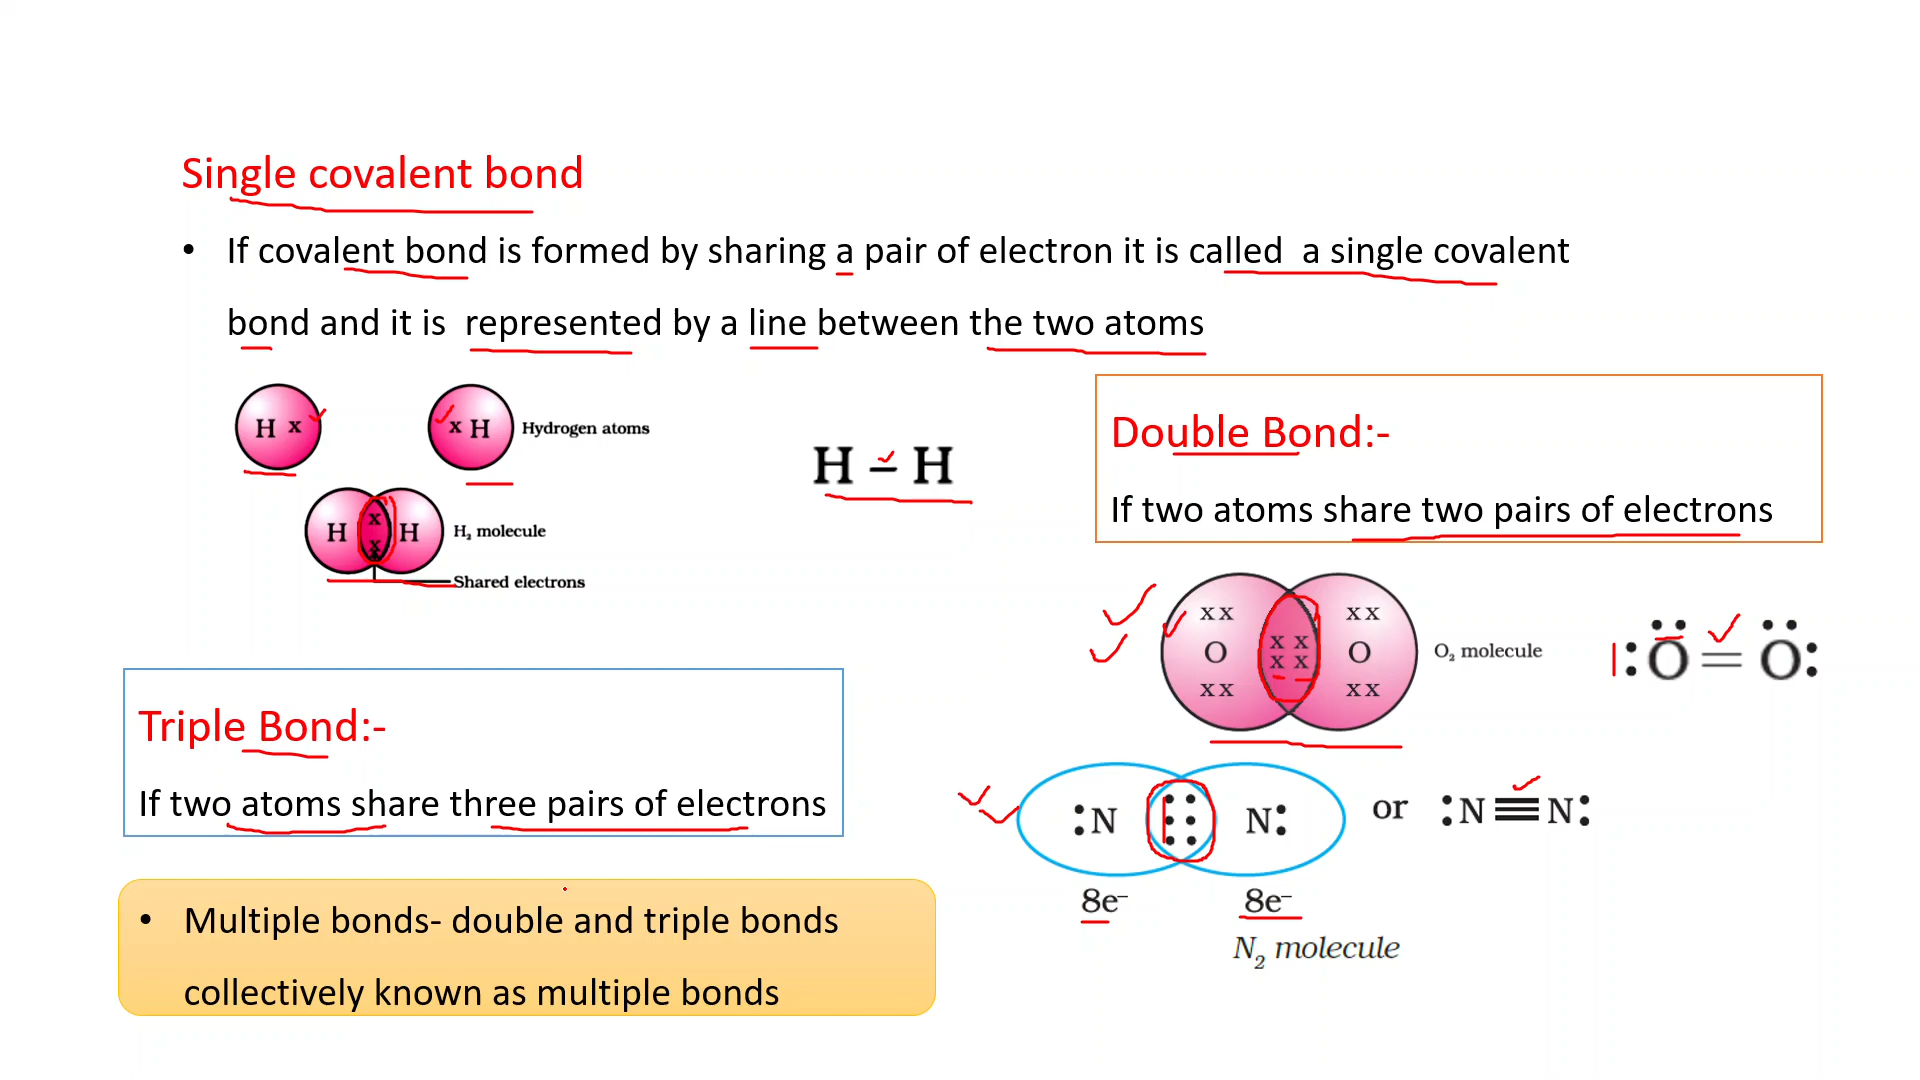 Single covalent bond
• If covalent bond is formed by sharing a pair of electron it is called a single covalent
bond and it is represented by a line between the two atoms
H x
x H
Hydrogen atoms
H x x H
H₂ molecule
Shared electrons
H – H
Double Bond:-
If two atoms share two pairs of electrons
xx xx
O x x x x O
xx xx
O₂ molecule
:Ö = Ö:
Triple Bond:-
If two atoms share three pairs of electrons
:N ⋮⋮ N:
or :N≡N:
8e⁻ 8e⁻
N₂ molecule
• Multiple bonds- double and triple bonds
collectively known as multiple bonds